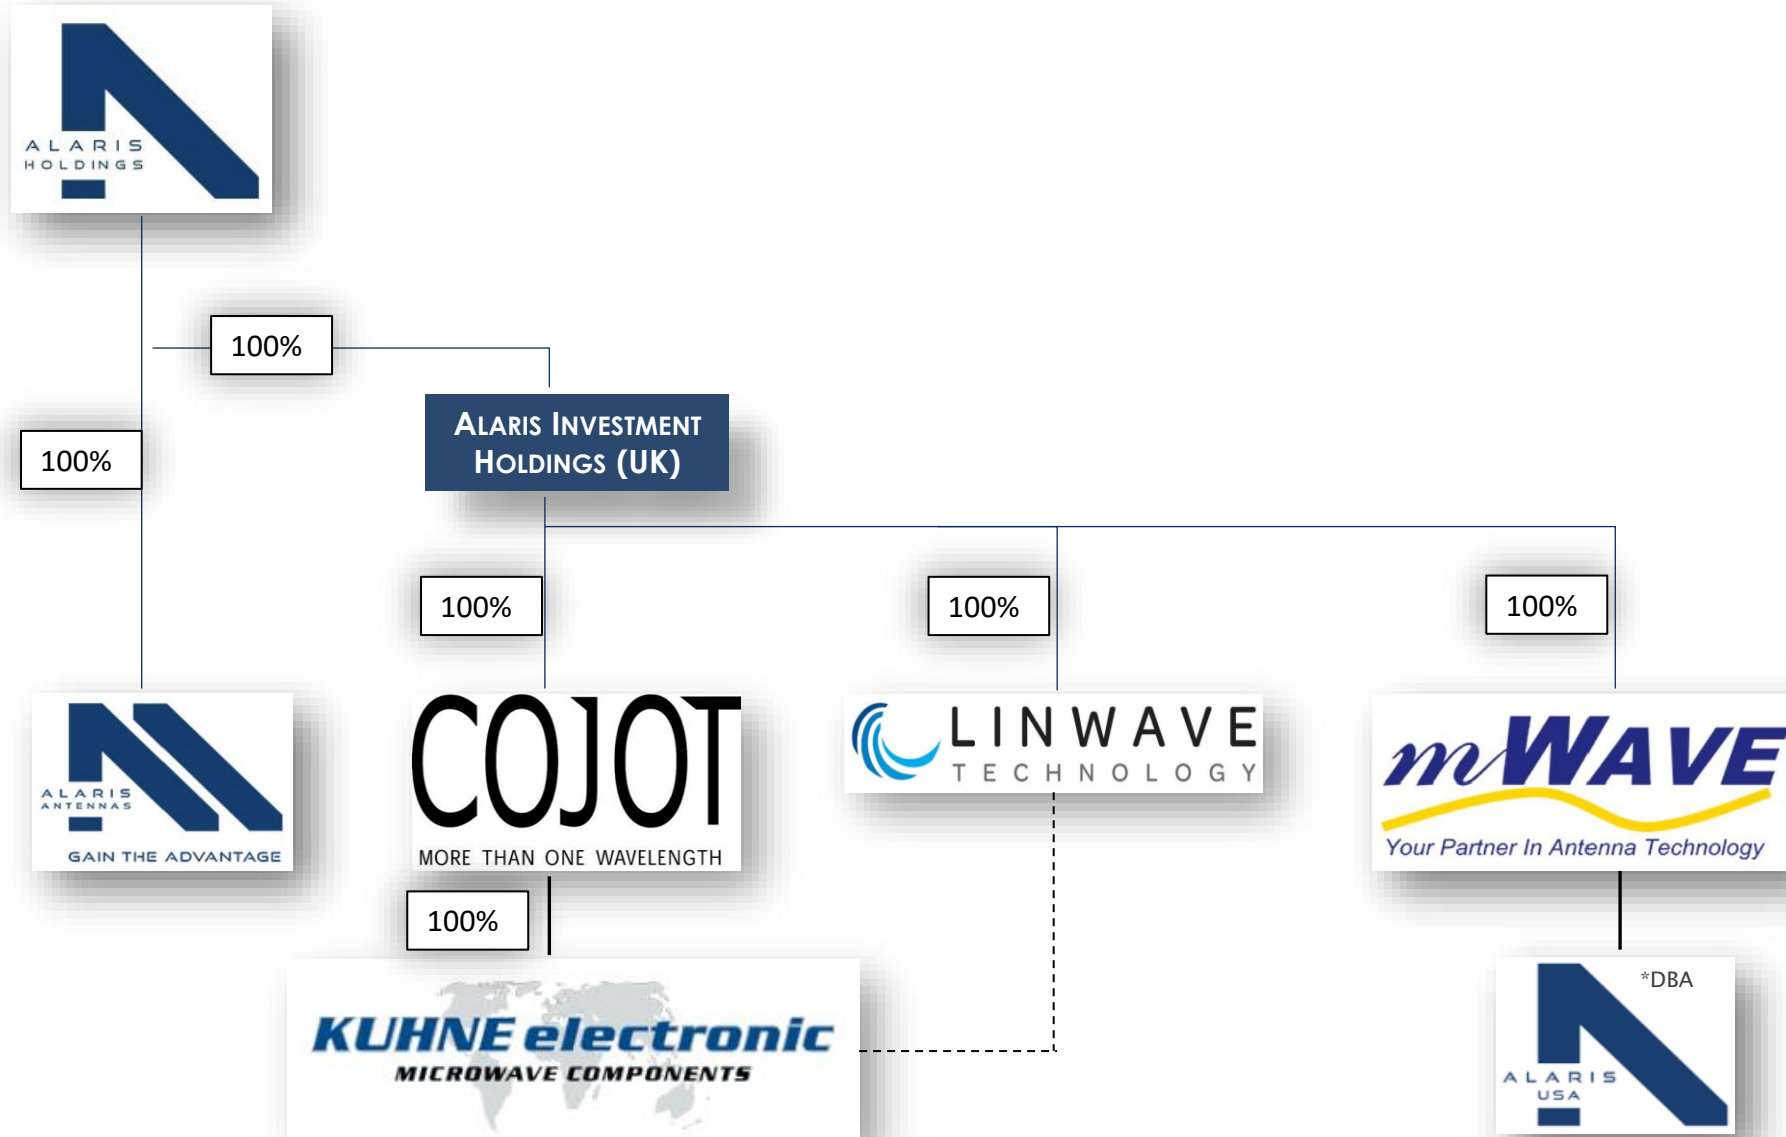 ALARIS
HOLDINGS
100%
100%
ALARIS INVESTMENT
HOLDINGS (UK)
100%
100%
100%
ALARIS
ANTENNAS
GAIN THE ADVANTAGE
COJOT
MORE THAN ONE WAVELENGTH
LINWAVE
TECHNOLOGY
mWAVE
Your Partner In Antenna Technology
100%
KUHNE electronic
MICROWAVE COMPONENTS
*DBA
ALARIS
USA